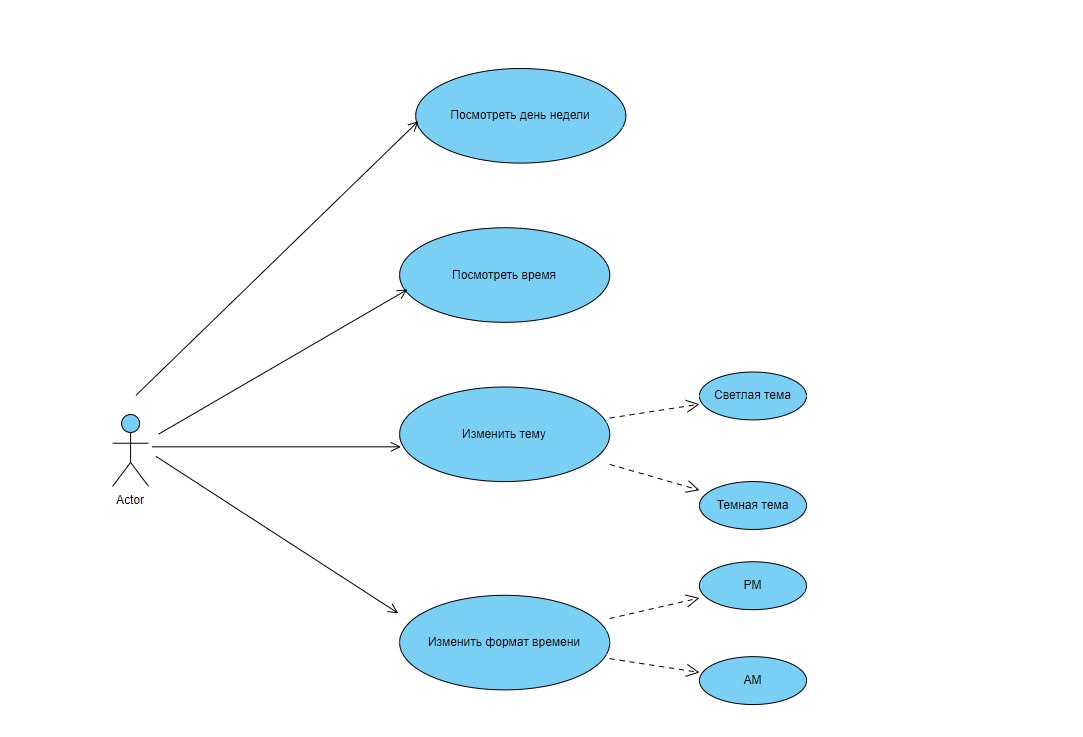 Посмотреть день недели
Посмотреть время
Изменить тему
Светлая тема
Темная тема
Actor
Изменить формат времени
PM
AM